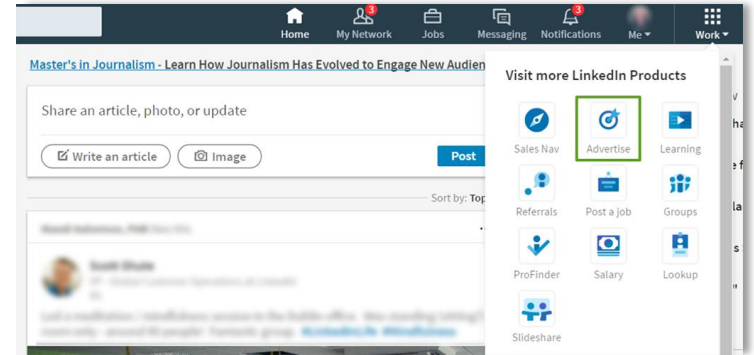 Home My Network Jobs Messaging Notifications Me Work
3 3
Master's in Journalism - Learn How Journalism Has Evolved to Engage New Audien
Share an article, photo, or update
Write an article Image Post
Sort by: Top
Visit more LinkedIn Products
Sales Nav Advertise Learning
Referrals Post a job Groups
ProFinder Salary Lookup
Slideshare